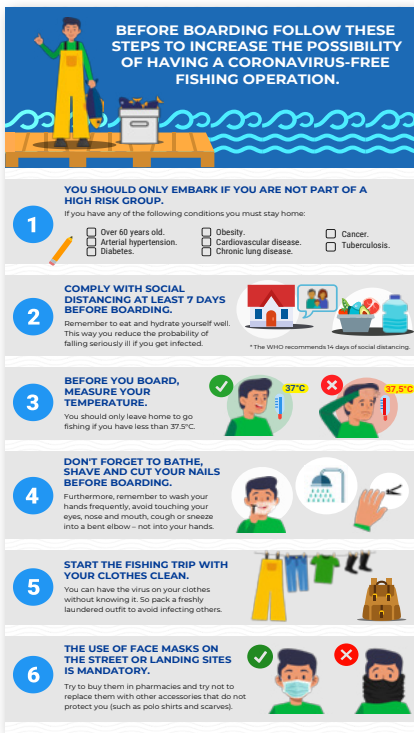 BEFORE BOARDING FOLLOW THESE
STEPS TO INCREASE THE POSSIBILITY
OF HAVING A CORONAVIRUS-FREE
FISHING OPERATION.
1
YOU SHOULD ONLY EMBARK IF YOU ARE NOT PART OF A
HIGH RISK GROUP.
If you have any of the following conditions you must stay home:
Over 60 years old.
Arterial hypertension.
Diabetes.
Obesity.
Cardiovascular disease.
Chronic lung disease.
Cancer.
Tuberculosis.
2
COMPLY WITH SOCIAL
DISTANCING AT LEAST 7 DAYS
BEFORE BOARDING.
Remember to eat and hydrate yourself well.
This way you reduce the probability of
falling seriously ill if you get infected.
* The WHO recommends 14 days of social distancing.
3
BEFORE YOU BOARD,
MEASURE YOUR
TEMPERATURE.
You should only leave home to go
fishing if you have less than 37.5°C.
37°C
37,5°C
4
DON'T FORGET TO BATHE,
SHAVE AND CUT YOUR NAILS
BEFORE BOARDING.
Furthermore, remember to wash your
hands frequently, avoid touching your
eyes, nose and mouth, cough or sneeze
into a bent elbow – not into your hands.
5
START THE FISHING TRIP WITH
YOUR CLOTHES CLEAN.
You can have the virus on your clothes
without knowing it. So pack a freshly
laundered outfit to avoid infecting others.
6
THE USE OF FACE MASKS ON
THE STREET OR LANDING SITES
IS MANDATORY.
Try to buy them in pharmacies and try not to
replace them with other accessories that do not
protect you (such as polo shirts and scarves).